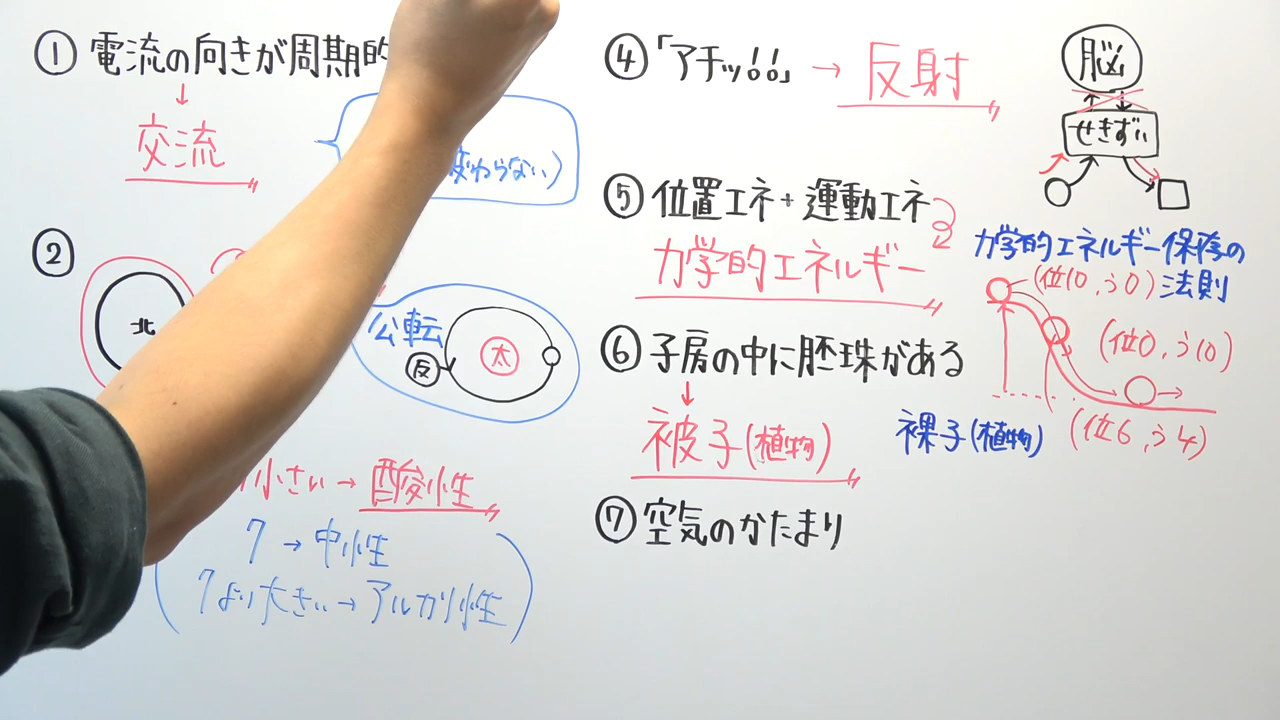 ① 電流の向きが周期的
↓
交流
変わらない)
②
北
公転
反
太
小さい → 酸性
7 → 中性
7より大きい → アルカリ性
④「アチッ!!」 → 反射
脳
せきずい
⑤ 位置エネ + 運動エネ
力学的エネルギー
力学的エネルギー保存の
法則
(位10, う0)
(位0, う10)
(位6, う4)
⑥ 子房の中に胚珠がある
↓
被子(植物)
裸子(植物)
⑦ 空気のかたまり